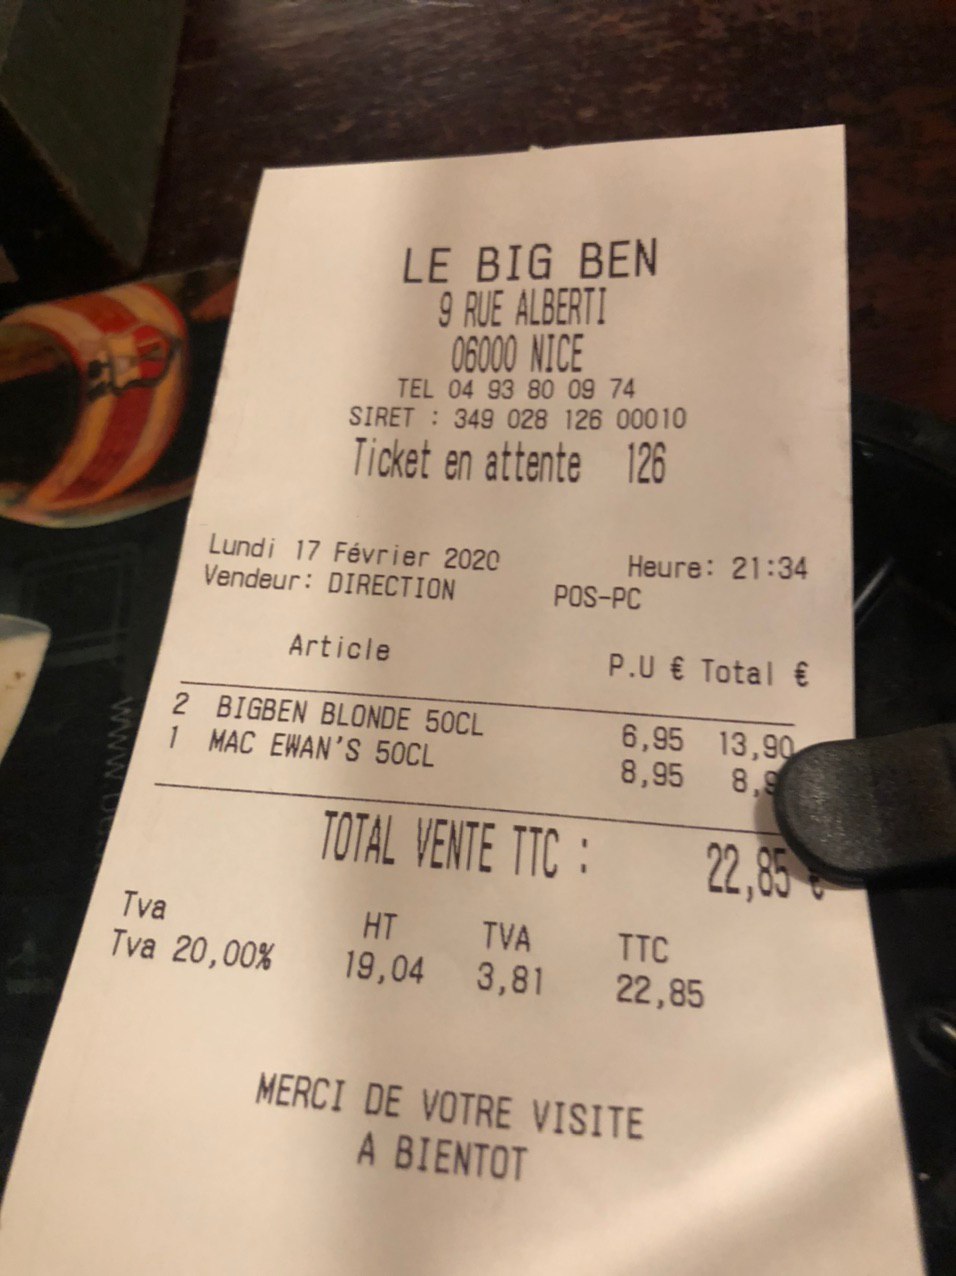 LE BIG BEN
9 RUE ALBERTI
06000 NICE
TEL 04 93 80 09 74
SIRET : 349 028 126 00010
Ticket en attente 126
Lundi 17 Février 2020 Heure: 21:34
Vendeur: DIRECTION POS-PC
Article P.U € Total €
2 BIGBEN BLONDE 50CL 6,95 13,90
1 MAC EWAN'S 50CL 8,95 8,9
TOTAL VENTE TTC : 22,85 €
Tva HT TVA TTC
Tva 20,00% 19,04 3,81 22,85
MERCI DE VOTRE VISITE
A BIENTOT